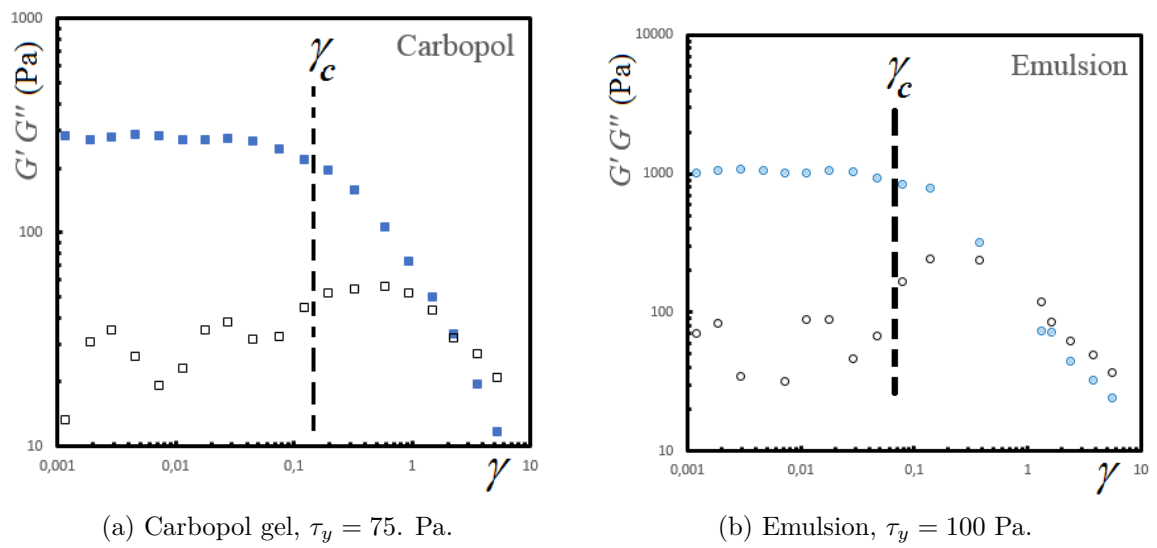 1000
Carbopol
γc
G′ G″ (Pa)
100
10
0,001
0,01
0,1
1
10
γ
(a) Carbopol gel, τy = 75. Pa.
10000
Emulsion
γc
G′ G″ (Pa)
1000
100
10
0,001
0,01
0,1
1
10
γ
(b) Emulsion, τy = 100 Pa.